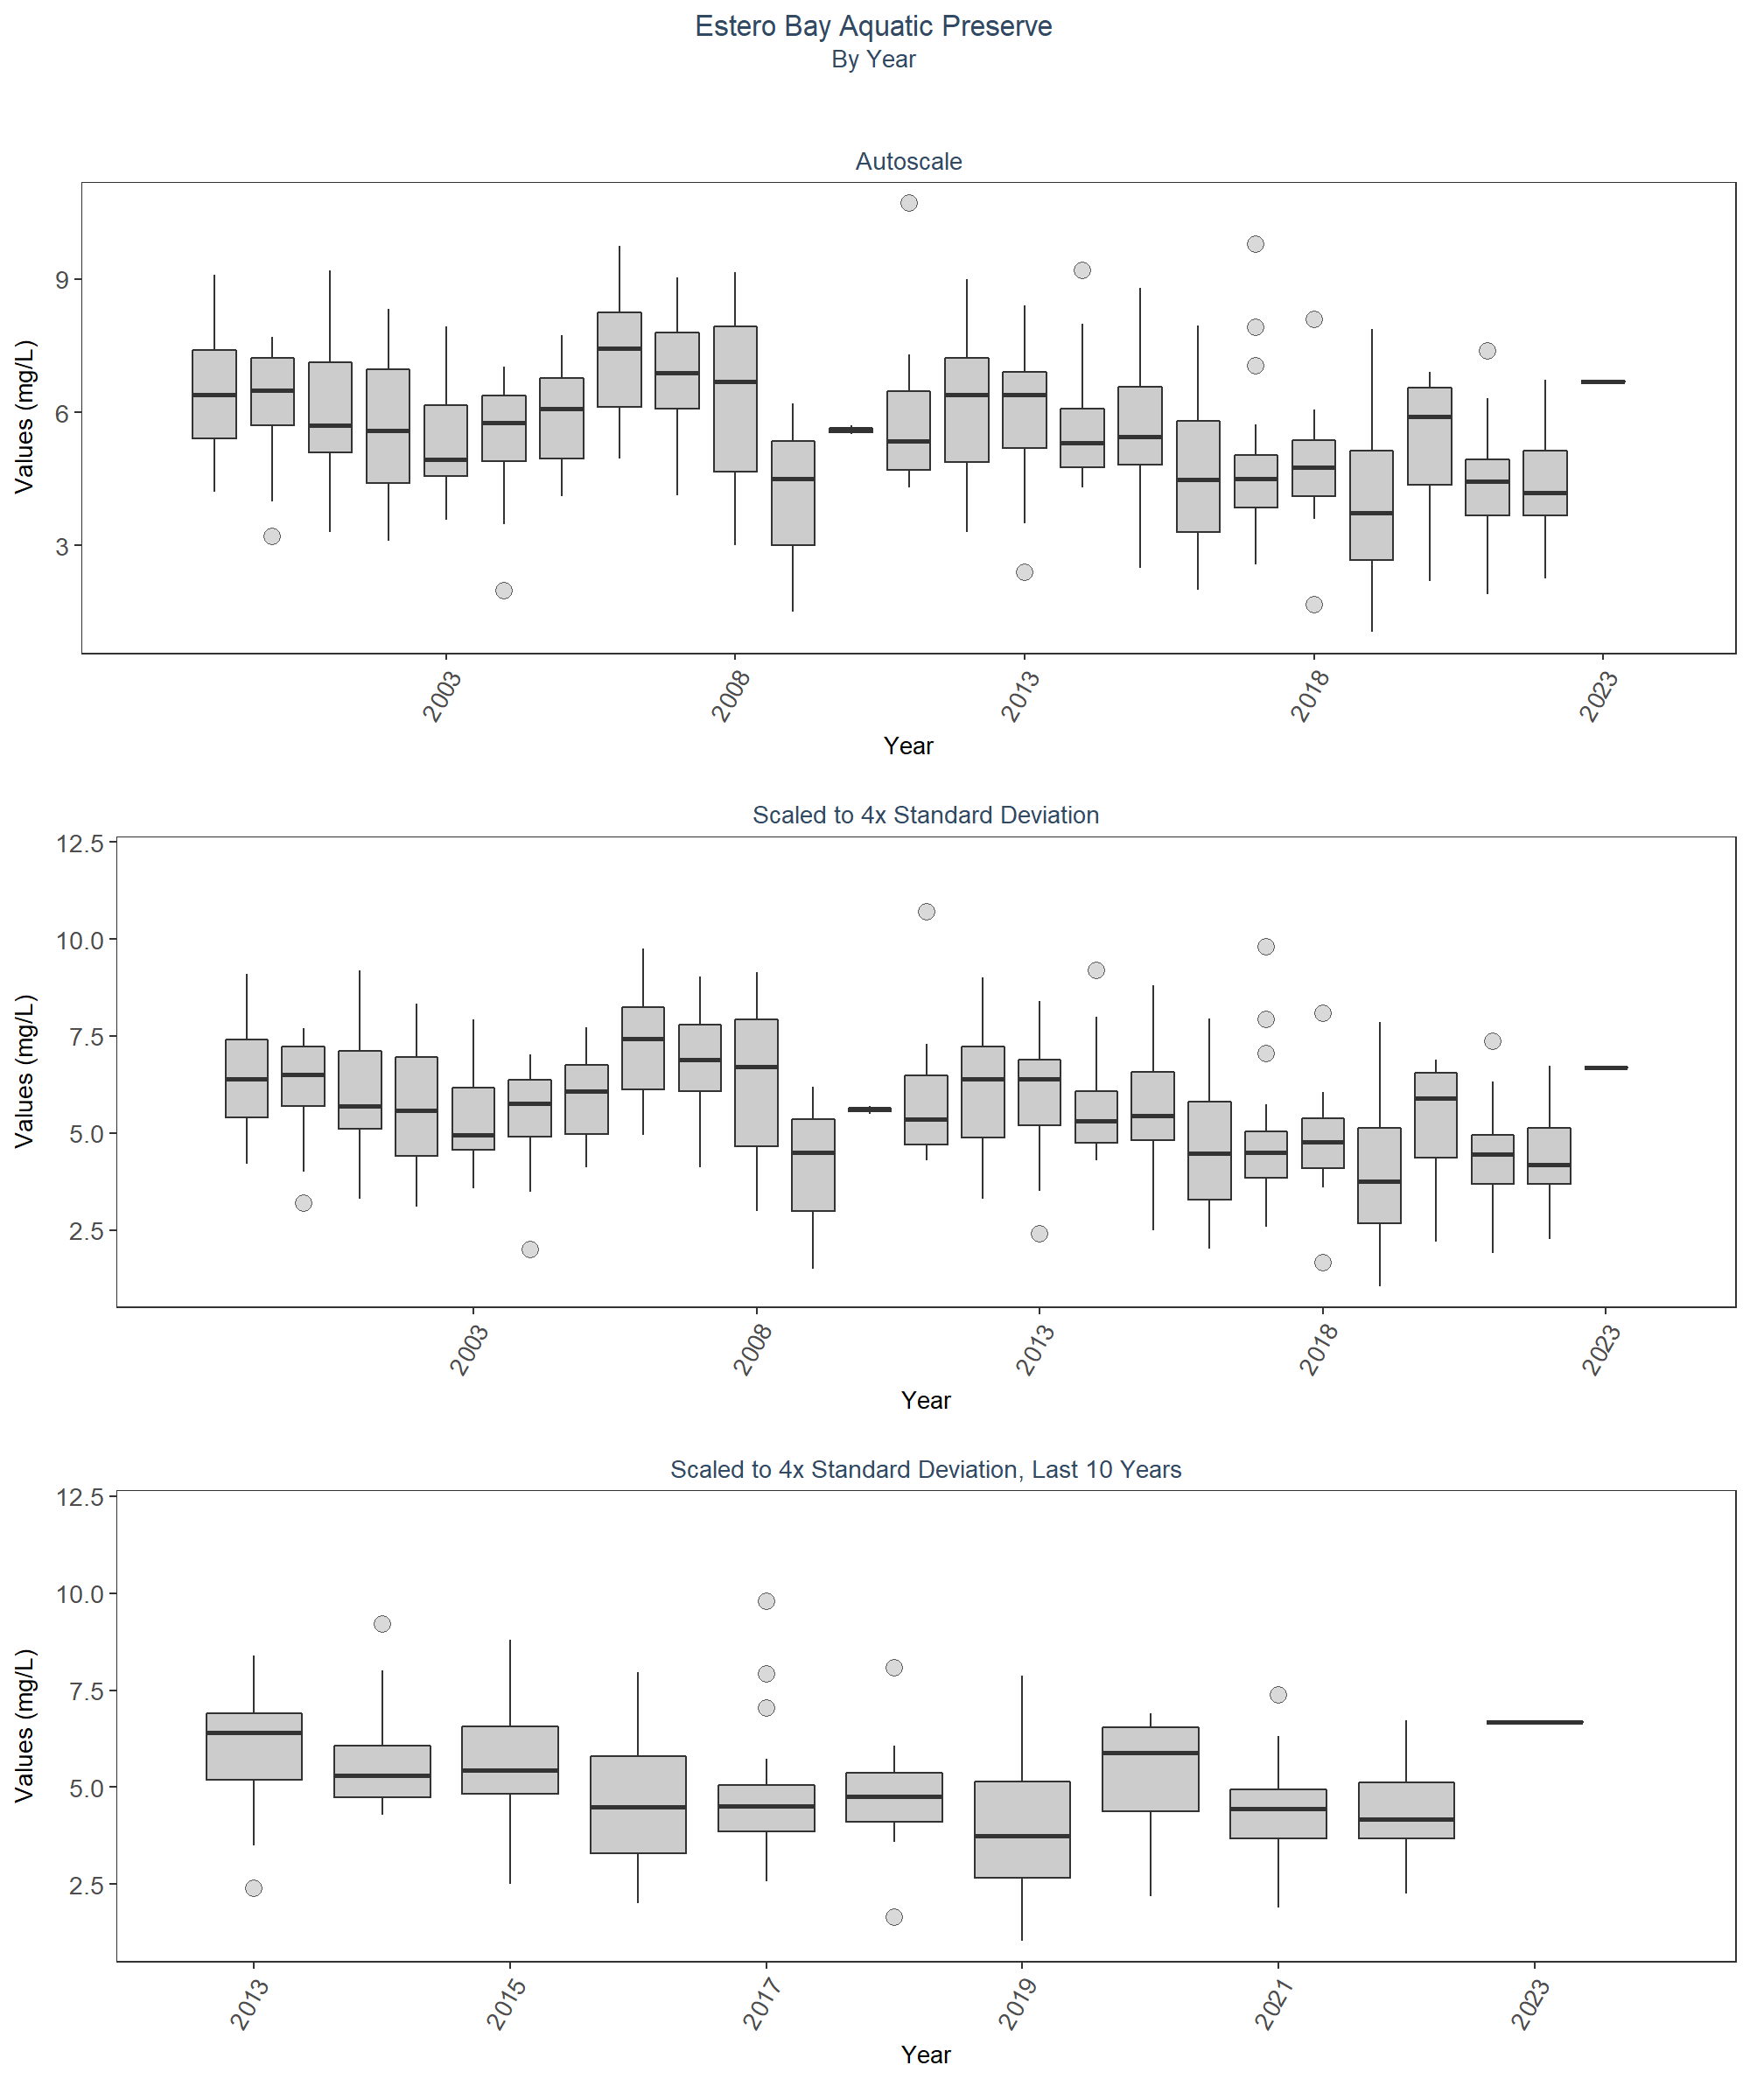 Estero Bay Aquatic Preserve
By Year
Autoscale
Values (mg/L)
9
6
3
2003
2008
2013
2018
2023
Year
Scaled to 4x Standard Deviation
Values (mg/L)
12.5
10.0
7.5
5.0
2.5
2003
2008
2013
2018
2023
Year
Scaled to 4x Standard Deviation, Last 10 Years
Values (mg/L)
12.5
10.0
7.5
5.0
2.5
2013
2015
2017
2019
2021
2023
Year